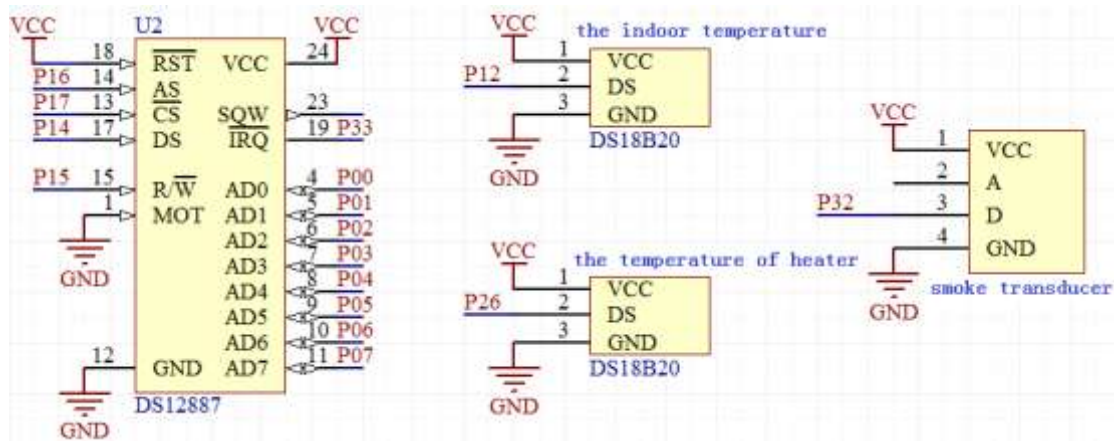 VCC U2 VCC
18 RST VCC 24
P16 14 AS
P17 13 CS SQW 23
P14 17 DS IRQ 19 P33
P15 15 R/W AD0 4 P00
1 MOT AD1 5 P01
AD2 6 P02
GND AD3 7 P03
AD4 8 P04
AD5 9 P05
AD6 10 P06
12 GND AD7 11 P07
DS12887
GND
VCC the indoor temperature
1 VCC
P12 2 DS
3 GND
DS18B20
GND
VCC the temperature of heater
1 VCC
P26 2 DS
3 GND
DS18B20
GND
VCC
1 VCC
2 A
P32 3 D
4 GND
smoke transducer
GND